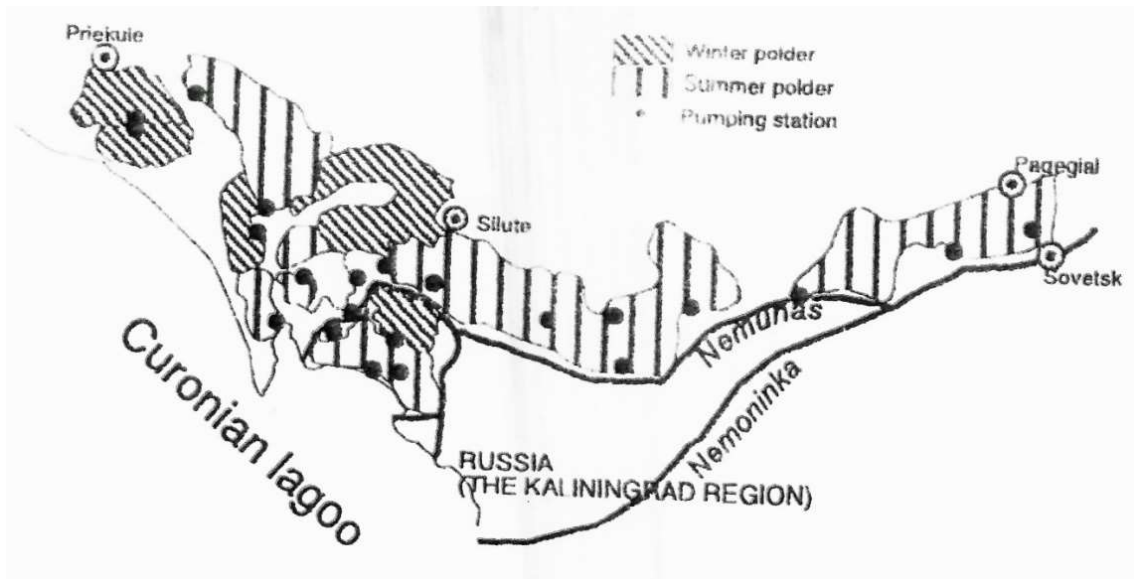 Priekule
Winter polder
Summer polder
Pumping station
Pagegiai
Silute
Sovetsk
Nemunas
Nemoninka
Curonian lagoo
RUSSIA
(THE KALININGRAD REGION)